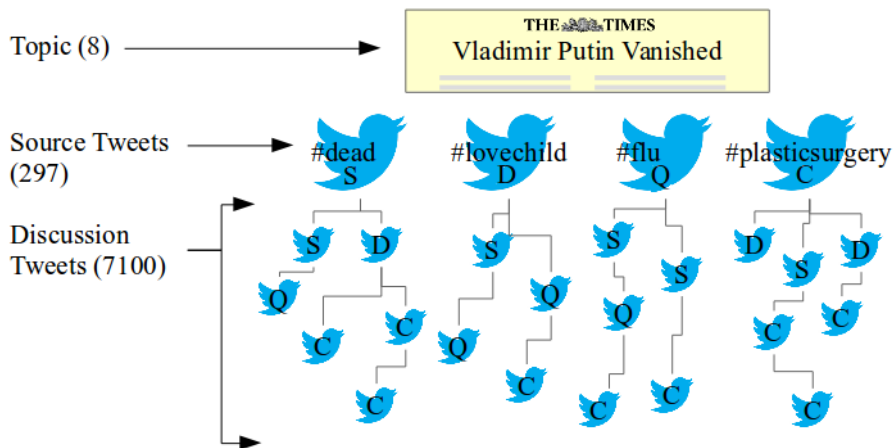 Topic (8)
THE TIMES
Vladimir Putin Vanished
Source Tweets
(297)
#dead
S
#lovechild
D
#flu
Q
#plasticsurgery
C
Discussion
Tweets (7100)
S
D
Q
C
C
C
S
Q
Q
C
S
S
Q
C
C
D
S
D
C
C
C